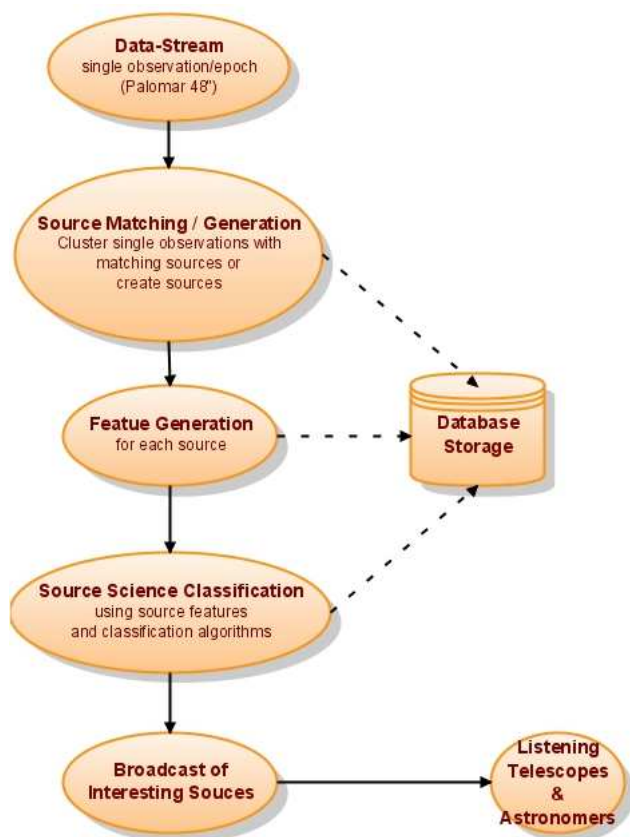 Data-Stream
single observation/epoch
(Palomar 48")
Source Matching / Generation
Cluster single observations with
matching sources or
create sources
Featue Generation
for each source
Database
Storage
Source Science Classification
using source features
and classification algorithms
Broadcast of
Interesting Souces
Listening
Telescopes
&
Astronomers